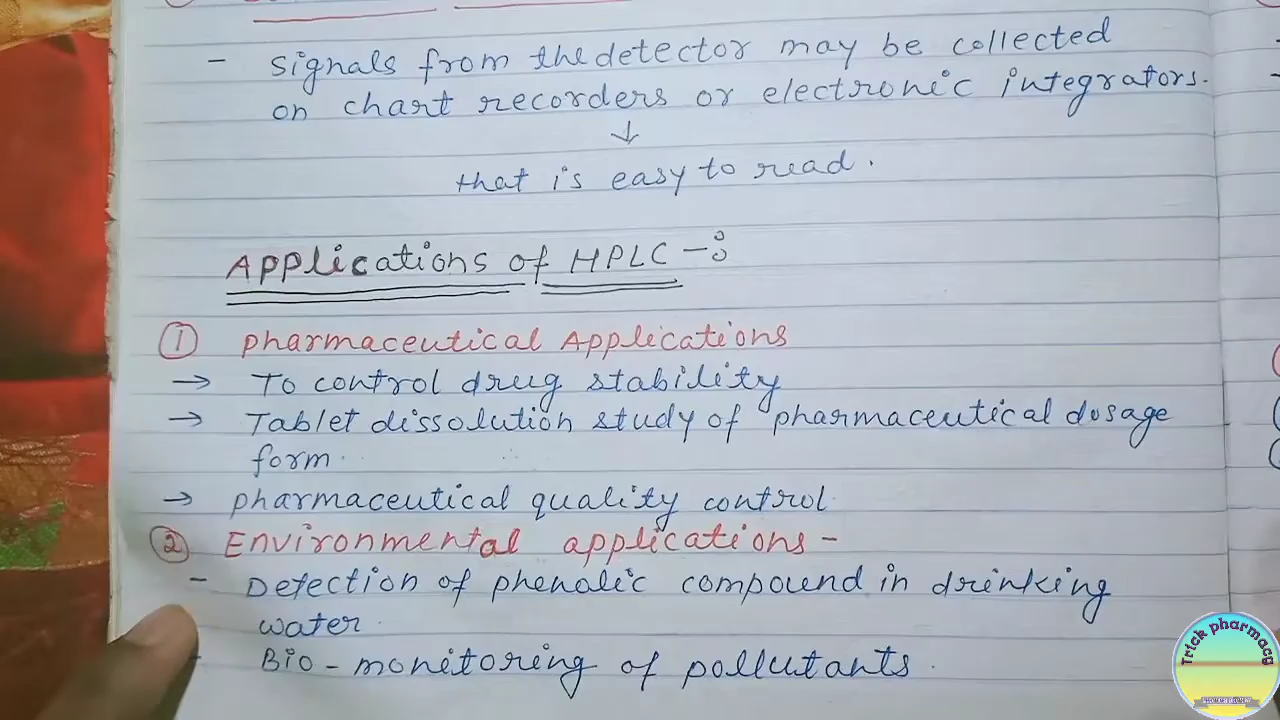 - signals from the detector may be collected
on chart recorders or electronic integrators.
↓
that is easy to read.
Applications of HPLC -:
① pharmaceutical Applications
→ To control drug stability
→ Tablet dissolution study of pharmaceutical dosage
form.
→ pharmaceutical quality control.
② Environmental applications -
- Detection of phenolic compound in drinking
water.
- Bio-monitoring of pollutants.
Trick pharmacy